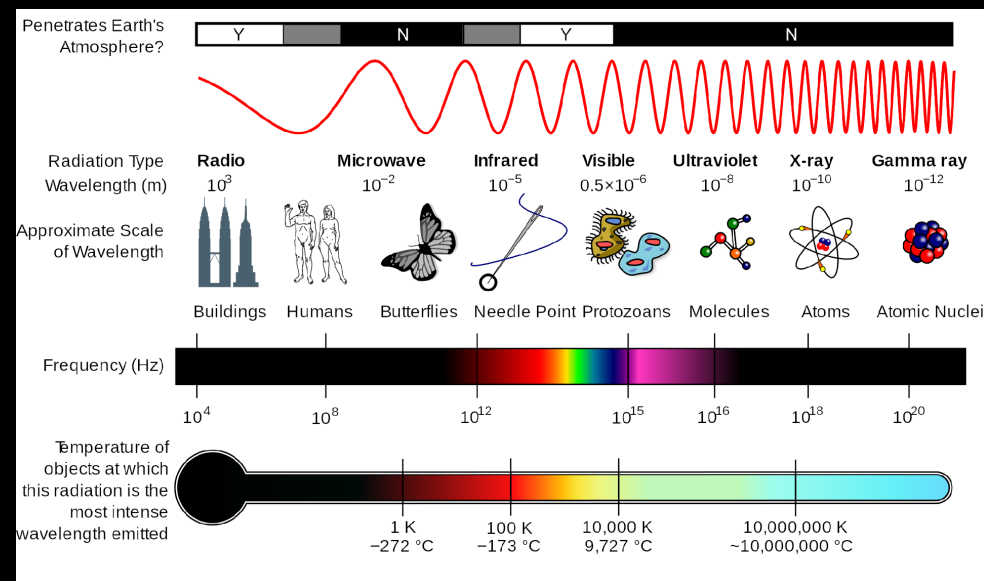 Penetrates Earth's
Atmosphere?
Y N Y N
Radiation Type
Radio Microwave Infrared Visible Ultraviolet X-ray Gamma ray
Wavelength (m)
10³ 10⁻² 10⁻⁵ 0.5×10⁻⁶ 10⁻⁸ 10⁻¹⁰ 10⁻¹²
Approximate Scale
of Wavelength
Buildings Humans Butterflies Needle Point Protozoans Molecules Atoms Atomic Nuclei
Frequency (Hz)
10⁴ 10⁸ 10¹² 10¹⁵ 10¹⁶ 10¹⁸ 10²⁰
Temperature of
objects at which
this radiation is the
most intense
wavelength emitted
1 K 100 K 10,000 K 10,000,000 K
−272 °C −173 °C 9,727 °C ~10,000,000 °C